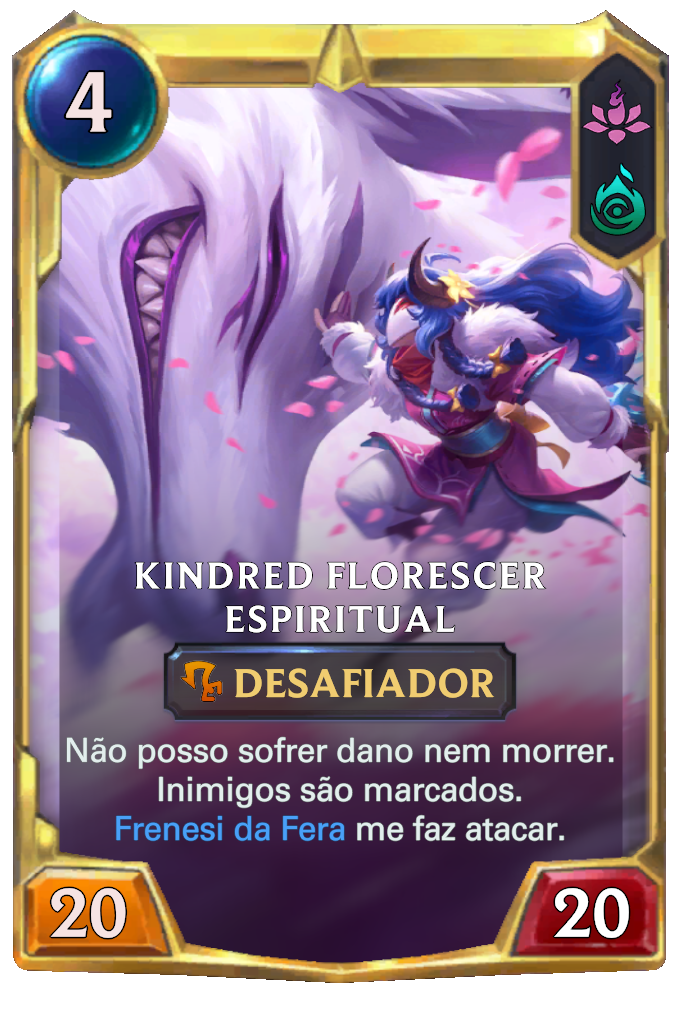 4
KINDRED FLORESCER
ESPIRITUAL
DESAFIADOR
Não posso sofrer dano nem morrer.
Inimigos são marcados.
Frenesi da Fera me faz atacar.
20
20